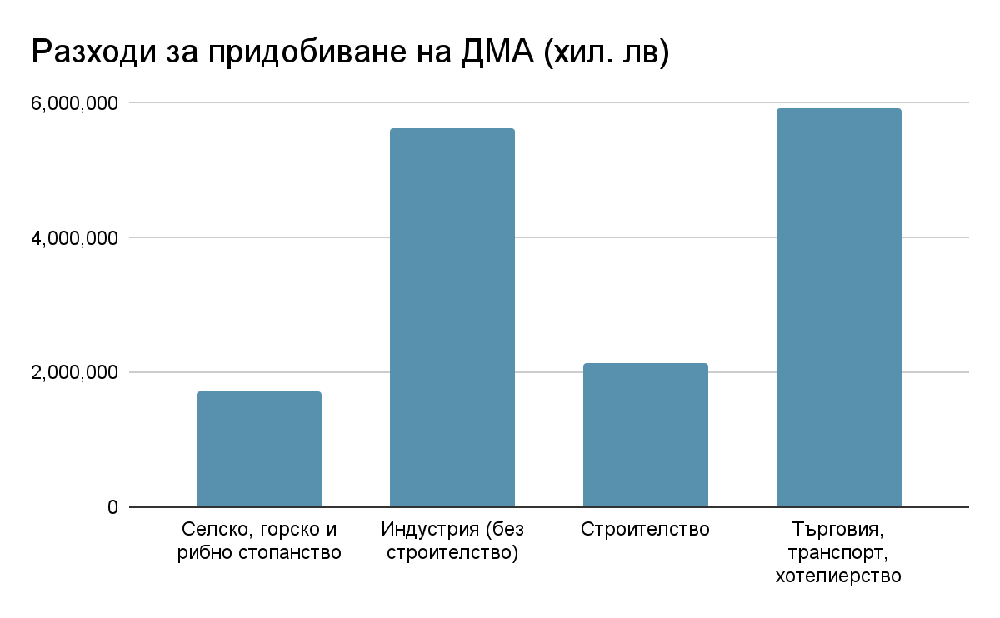 Разходи за придобиване на ДМА (хил. лв)
6,000,000
4,000,000
2,000,000
0
Селско, горско и
рибно стопанство
Индустрия (без
строителство)
Строителство
Търговия,
транспорт,
хотелиерство